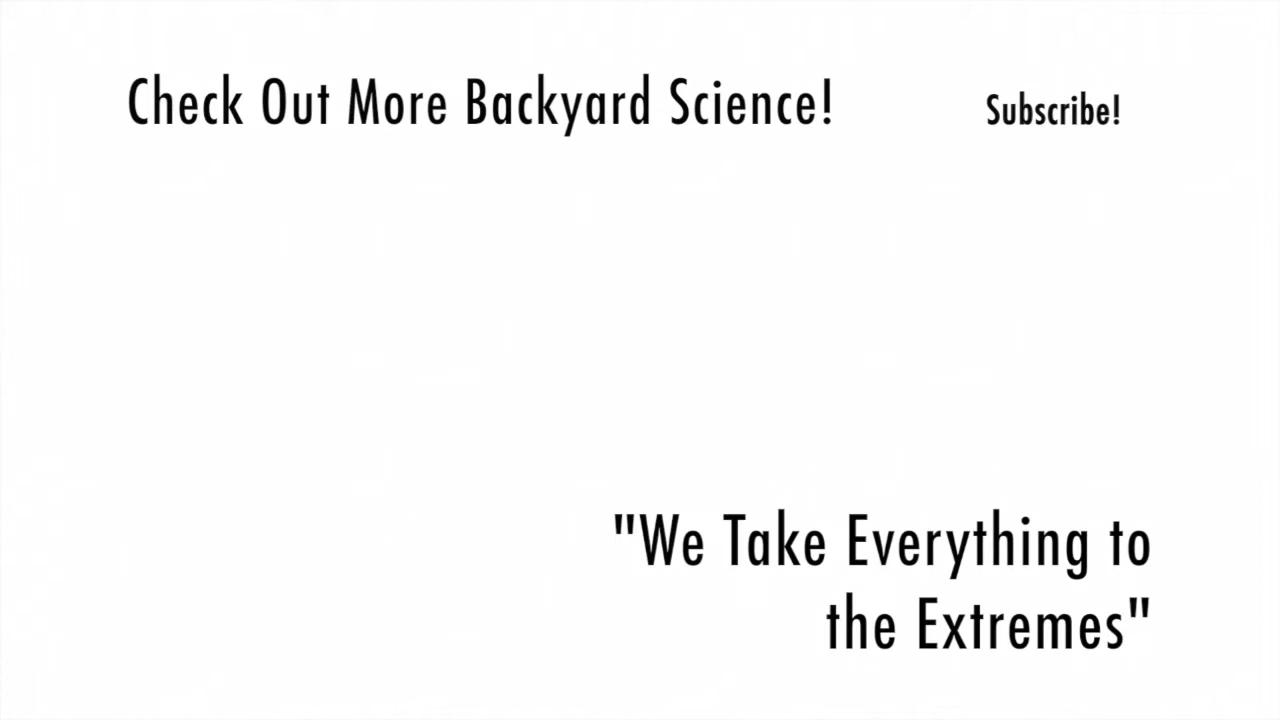 Check Out More Backyard Science!
Subscribe!
"We Take Everything to
the Extremes"